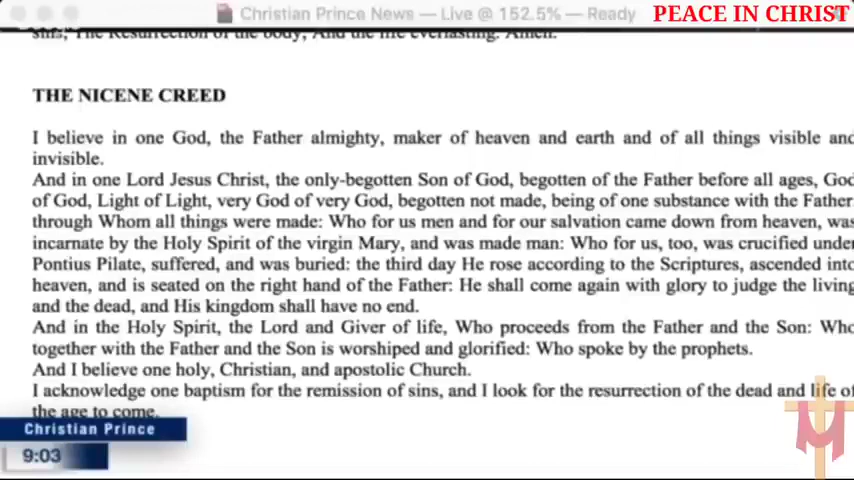 Christian Prince News — Live @ 152.5% — Ready
PEACE IN CHRIST
sins, The Resurrection of the body, And the life everlasting. Amen.
THE NICENE CREED
I believe in one God, the Father almighty, maker of heaven and earth and of all things visible and
invisible.
And in one Lord Jesus Christ, the only-begotten Son of God, begotten of the Father before all ages, God
of God, Light of Light, very God of very God, begotten not made, being of one substance with the Father
through Whom all things were made: Who for us men and for our salvation came down from heaven, was
incarnate by the Holy Spirit of the virgin Mary, and was made man: Who for us, too, was crucified under
Pontius Pilate, suffered, and was buried: the third day He rose according to the Scriptures, ascended into
heaven, and is seated on the right hand of the Father: He shall come again with glory to judge the living
and the dead, and His kingdom shall have no end.
And in the Holy Spirit, the Lord and Giver of life, Who proceeds from the Father and the Son: Who
together with the Father and the Son is worshiped and glorified: Who spoke by the prophets.
And I believe one holy, Christian, and apostolic Church.
I acknowledge one baptism for the remission of sins, and I look for the resurrection of the dead and life of
the age to come.
Christian Prince
9:03